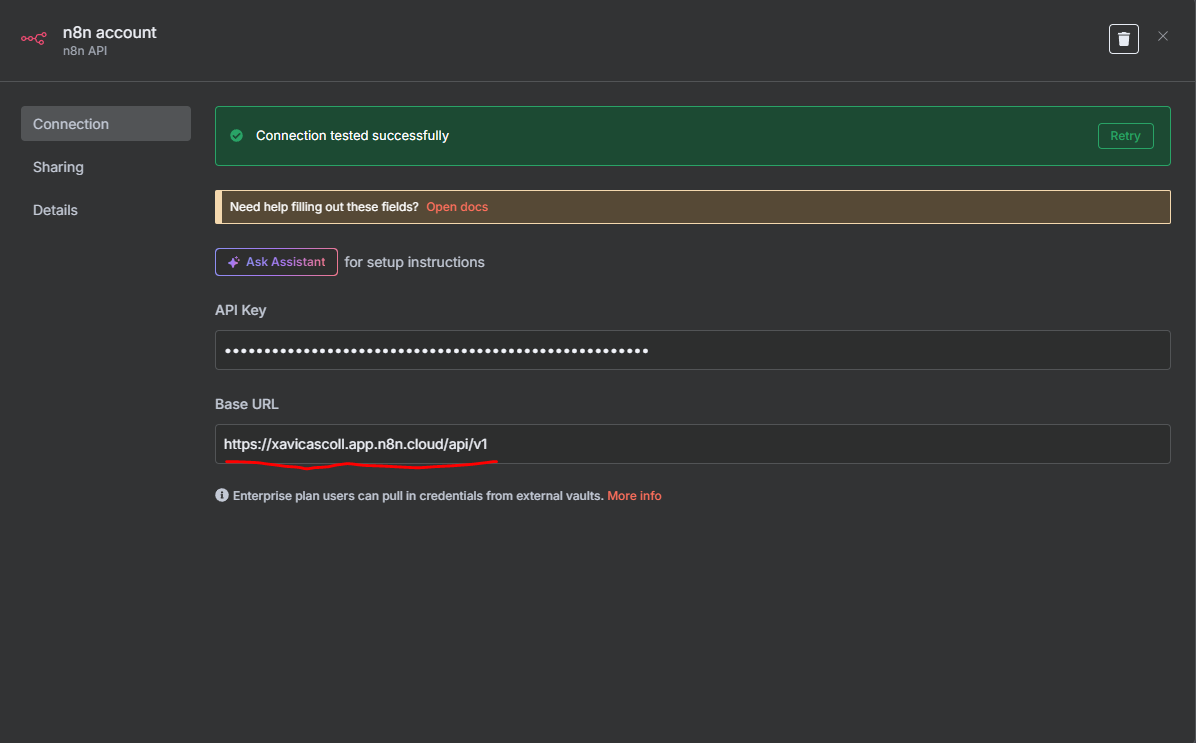 n8n account
n8n API
Connection
Sharing
Details
Connection tested successfully
Retry
Need help filling out these fields? Open docs
Ask Assistant for setup instructions
API Key
Base URL
https://xavicascoll.app.n8n.cloud/api/v1
Enterprise plan users can pull in credentials from external vaults. More info